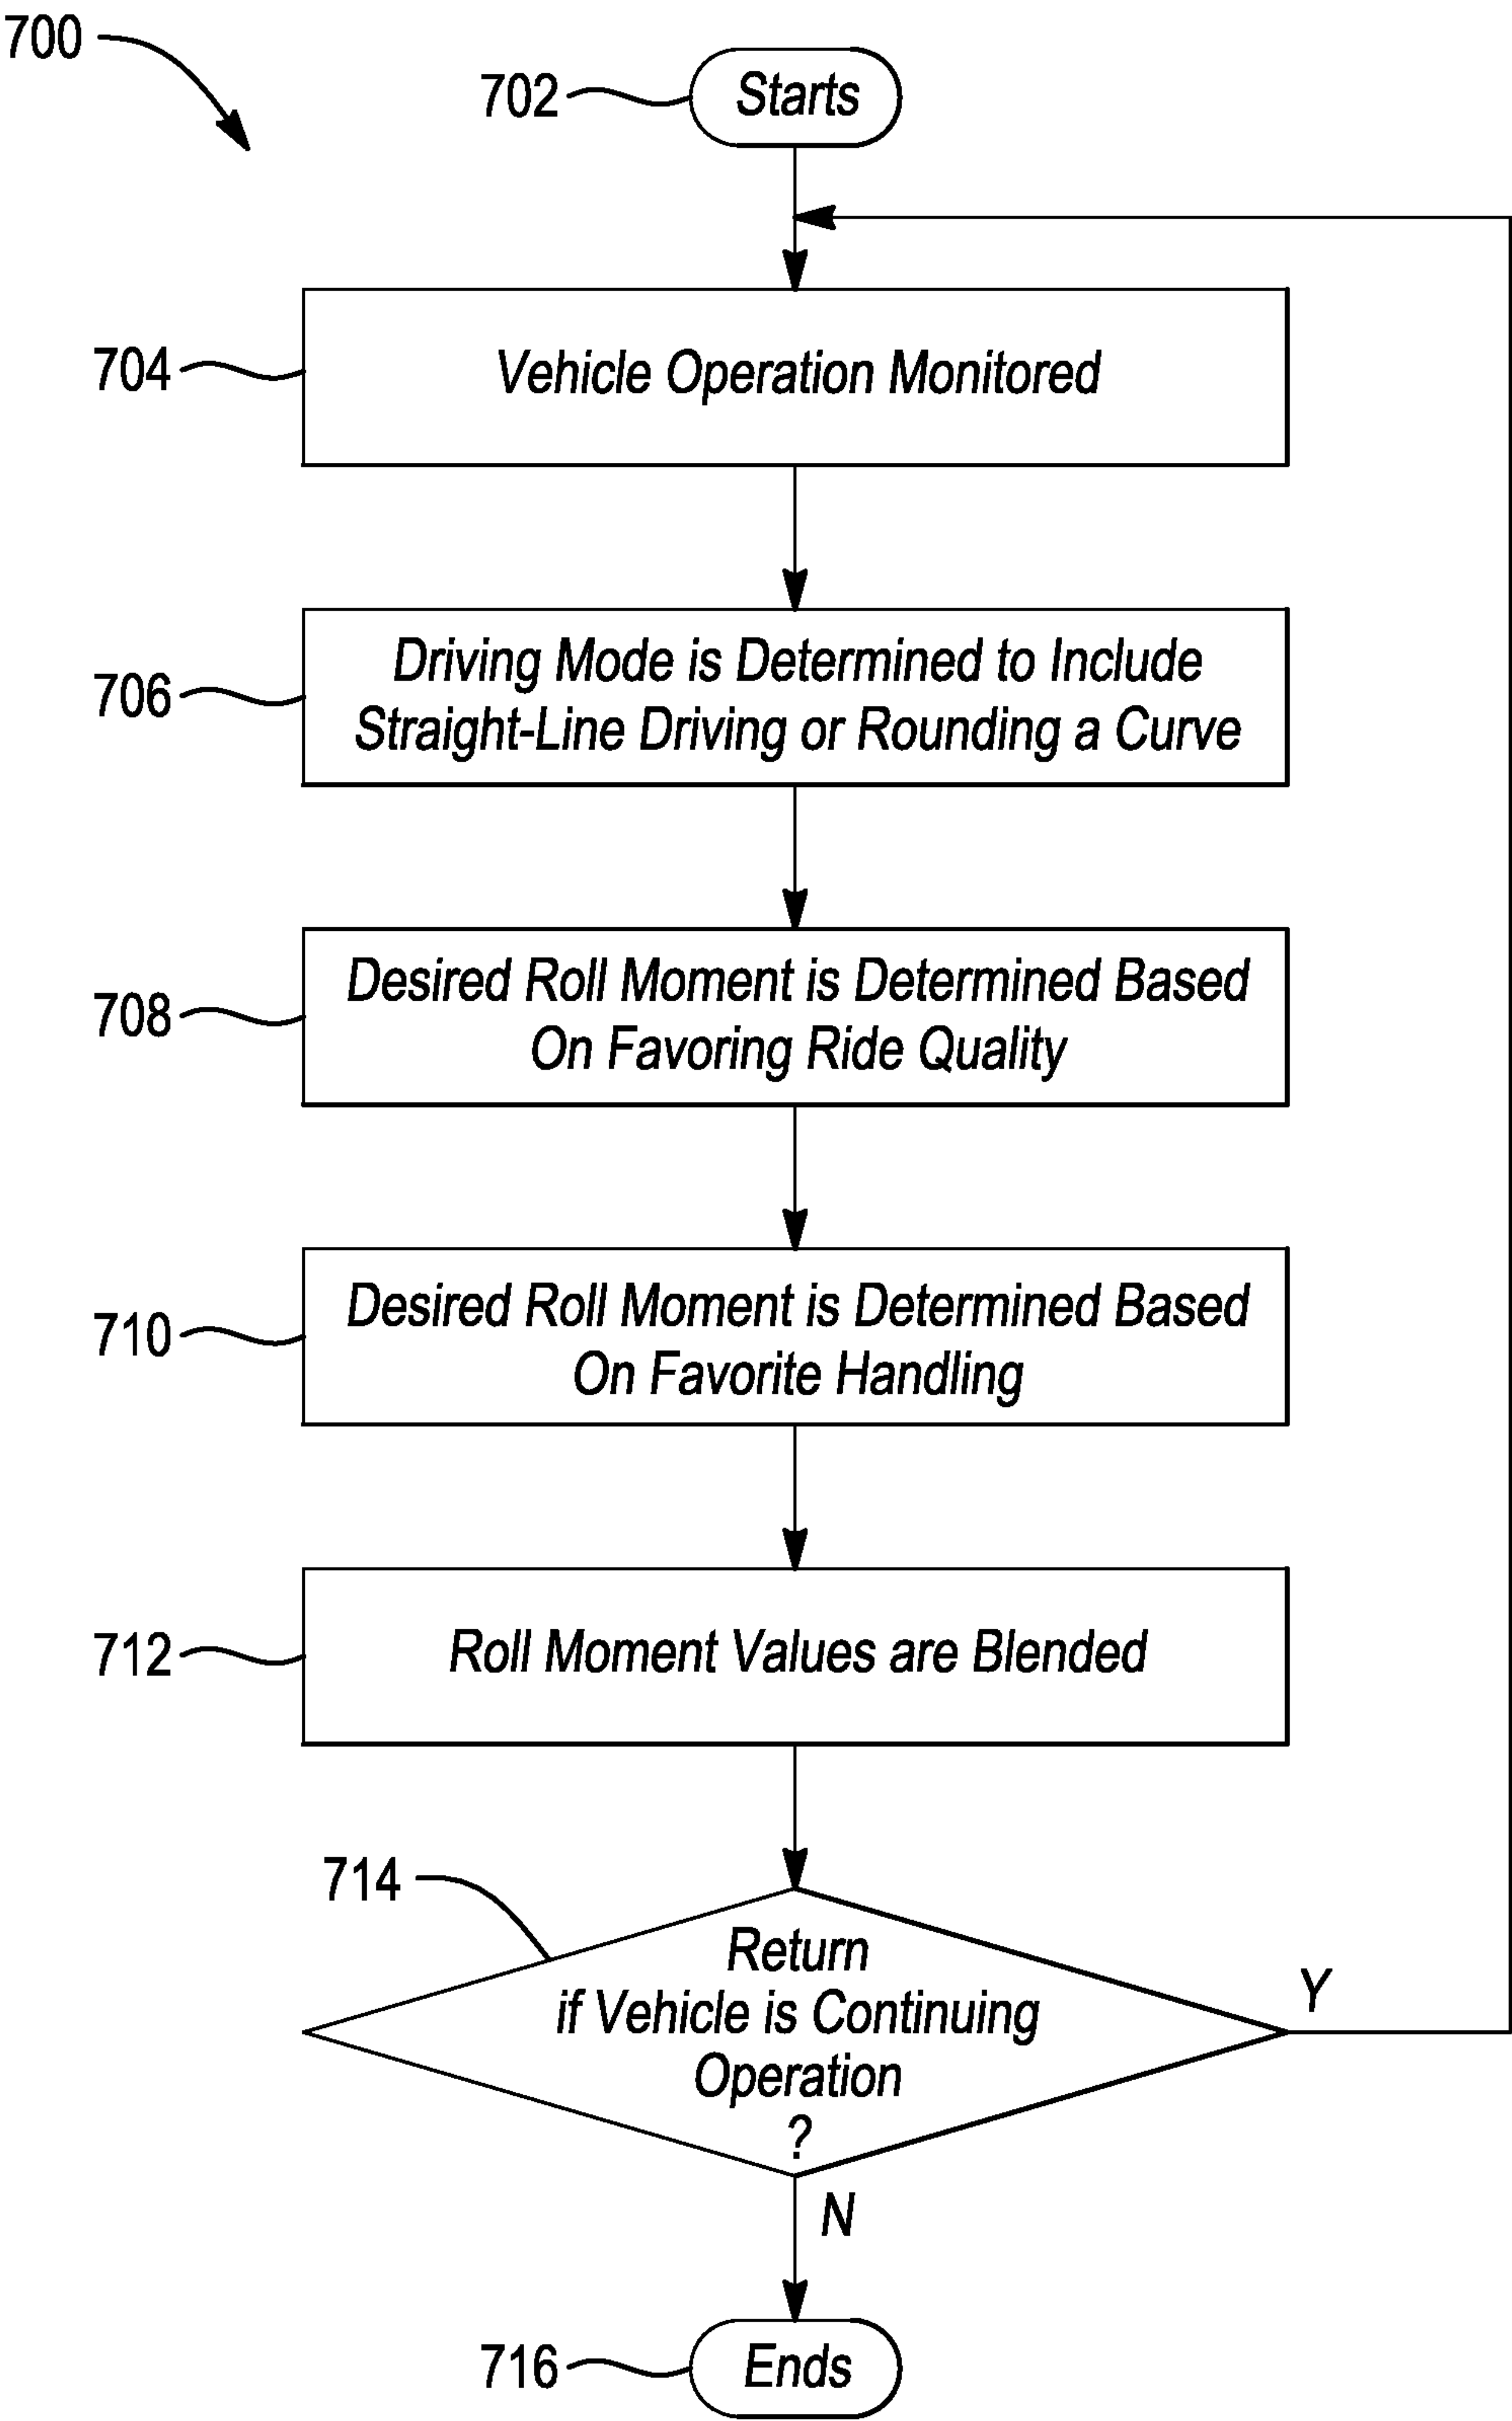 700
702
Starts
704
Vehicle Operation Monitored
706
Driving Mode is Determined to Include
Straight-Line Driving or Rounding a Curve
708
Desired Roll Moment is Determined Based
On Favoring Ride Quality
710
Desired Roll Moment is Determined Based
On Favorite Handling
712
Roll Moment Values are Blended
714
Return
if Vehicle is Continuing
Operation
?
Y
N
716
Ends